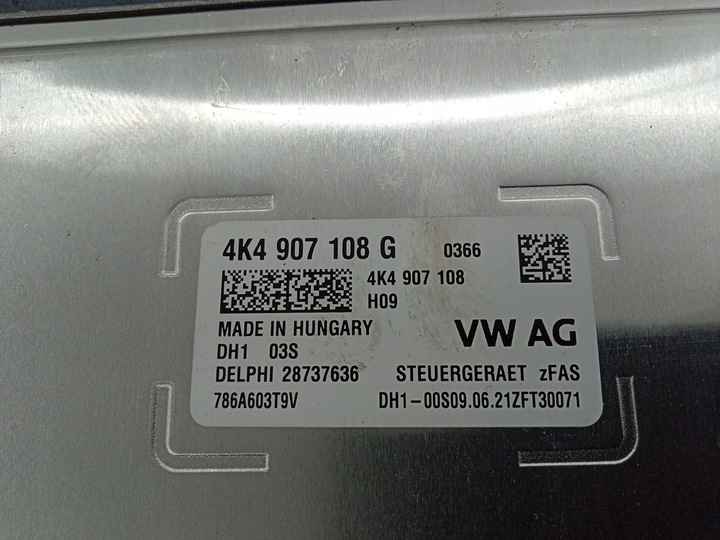 4K4 907 108 G 0366
4K4 907 108
H09
MADE IN HUNGARY VW AG
DH1 03S
DELPHI 28737636 STEUERGERAET zFAS
786A603T9V DH1-00S09.06.21ZFT30071